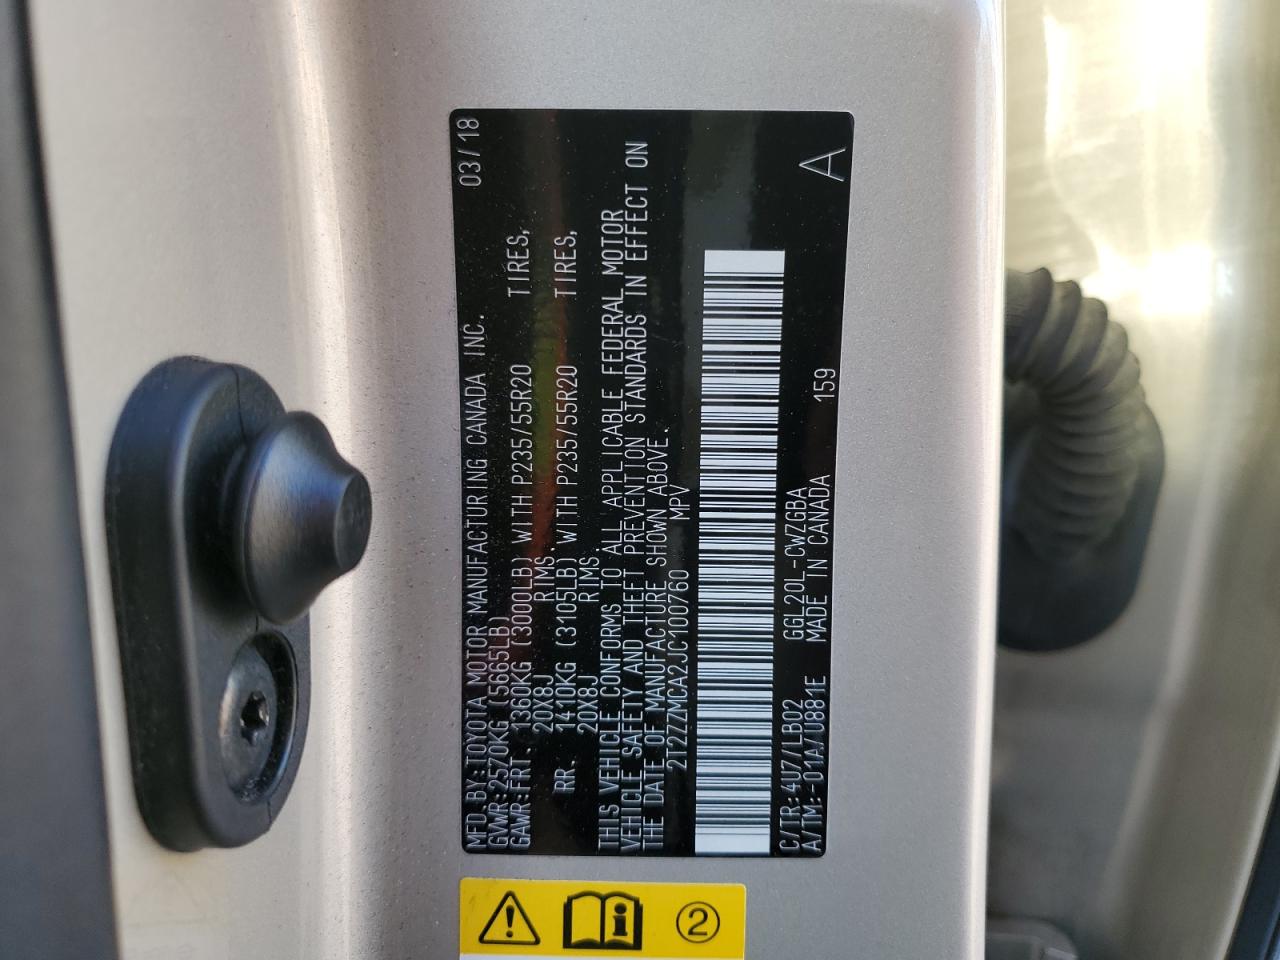 MFD.BY:TOYOTA MOTOR MANUFACTURING CANADA INC. 03/18
GVWR:2570KG (5665LB)
GAWR:FRT. 1360KG (3000LB) WITH P235/55R20 TIRES,
20X8J RIMS.
RR. 1410KG (3105LB) WITH P235/55R20 TIRES,
20X8J RIMS.
THIS VEHICLE CONFORMS TO ALL APPLICABLE FEDERAL MOTOR
VEHICLE SAFETY AND THEFT PREVENTION STANDARDS IN EFFECT ON
THE DATE OF MANUFACTURE SHOWN ABOVE.
2T2ZZMCA2JC100760 MPV
C/TR:4U7/LB02 GGL20L-CWZGBA
A/TM:-01A/U881E MADE IN CANADA 159 A
2